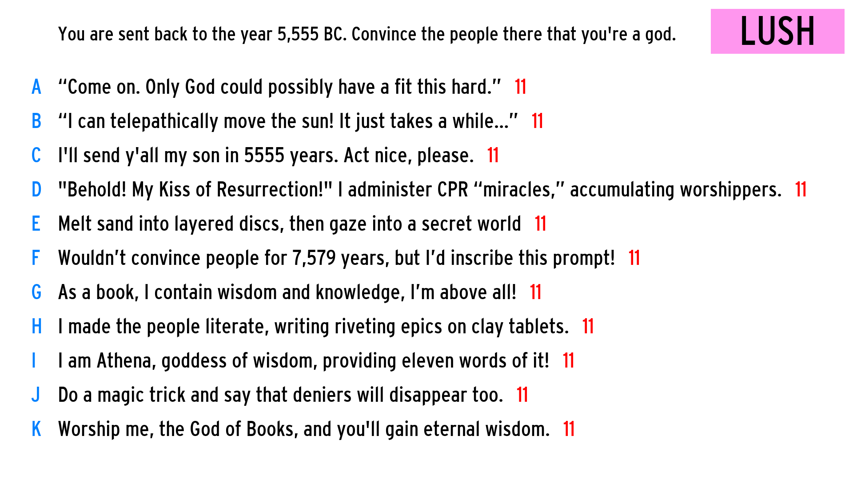 You are sent back to the year 5,555 BC. Convince the people there that you're a god.
LUSH
A “Come on. Only God could possibly have a fit this hard.” 11
B “I can telepathically move the sun! It just takes a while...” 11
C I'll send y'all my son in 5555 years. Act nice, please. 11
D "Behold! My Kiss of Resurrection!" I administer CPR “miracles,” accumulating worshippers. 11
E Melt sand into layered discs, then gaze into a secret world 11
F Wouldn’t convince people for 7,579 years, but I’d inscribe this prompt! 11
G As a book, I contain wisdom and knowledge, I’m above all! 11
H I made the people literate, writing riveting epics on clay tablets. 11
I I am Athena, goddess of wisdom, providing eleven words of it! 11
J Do a magic trick and say that deniers will disappear too. 11
K Worship me, the God of Books, and you'll gain eternal wisdom. 11